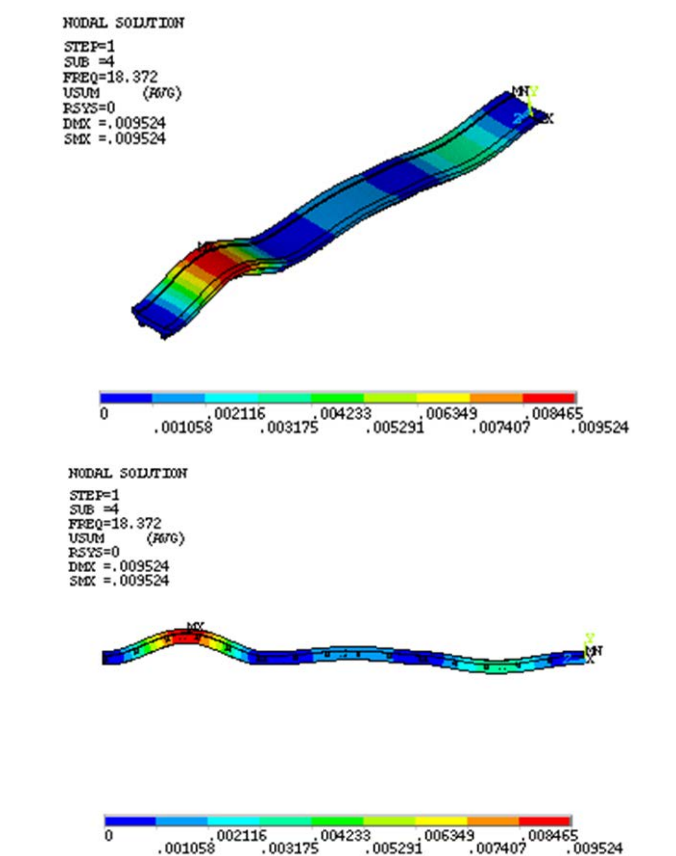 NODAL SOLUTION
STEP=1
SUB =4
FREQ=18.372
USUM (AVG)
RSYS=0
DMX =.009524
SMX =.009524
MN Y
Z X
0 .002116 .004233 .006349 .008465
.001058 .003175 .005291 .007407 .009524
NODAL SOLUTION
STEP=1
SUB =4
FREQ=18.372
USUM (AVG)
RSYS=0
DMX =.009524
SMX =.009524
MX
Y
MN
Z X
0 .002116 .004233 .006349 .008465
.001058 .003175 .005291 .007407 .009524